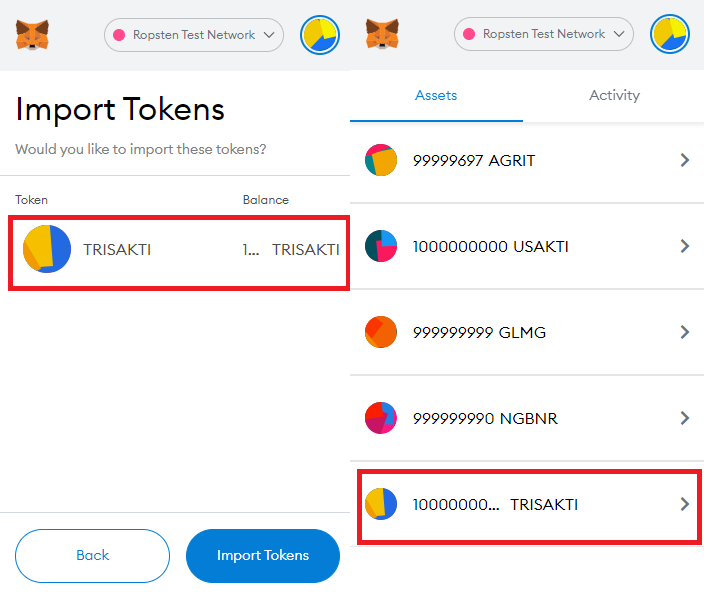 Ropsten Test Network
Import Tokens
Would you like to import these tokens?
Token Balance
TRISAKTI 1... TRISAKTI
Back Import Tokens
Ropsten Test Network
Assets Activity
99999697 AGRIT
1000000000 USAKTI
999999999 GLMG
999999990 NGBNR
10000000... TRISAKTI